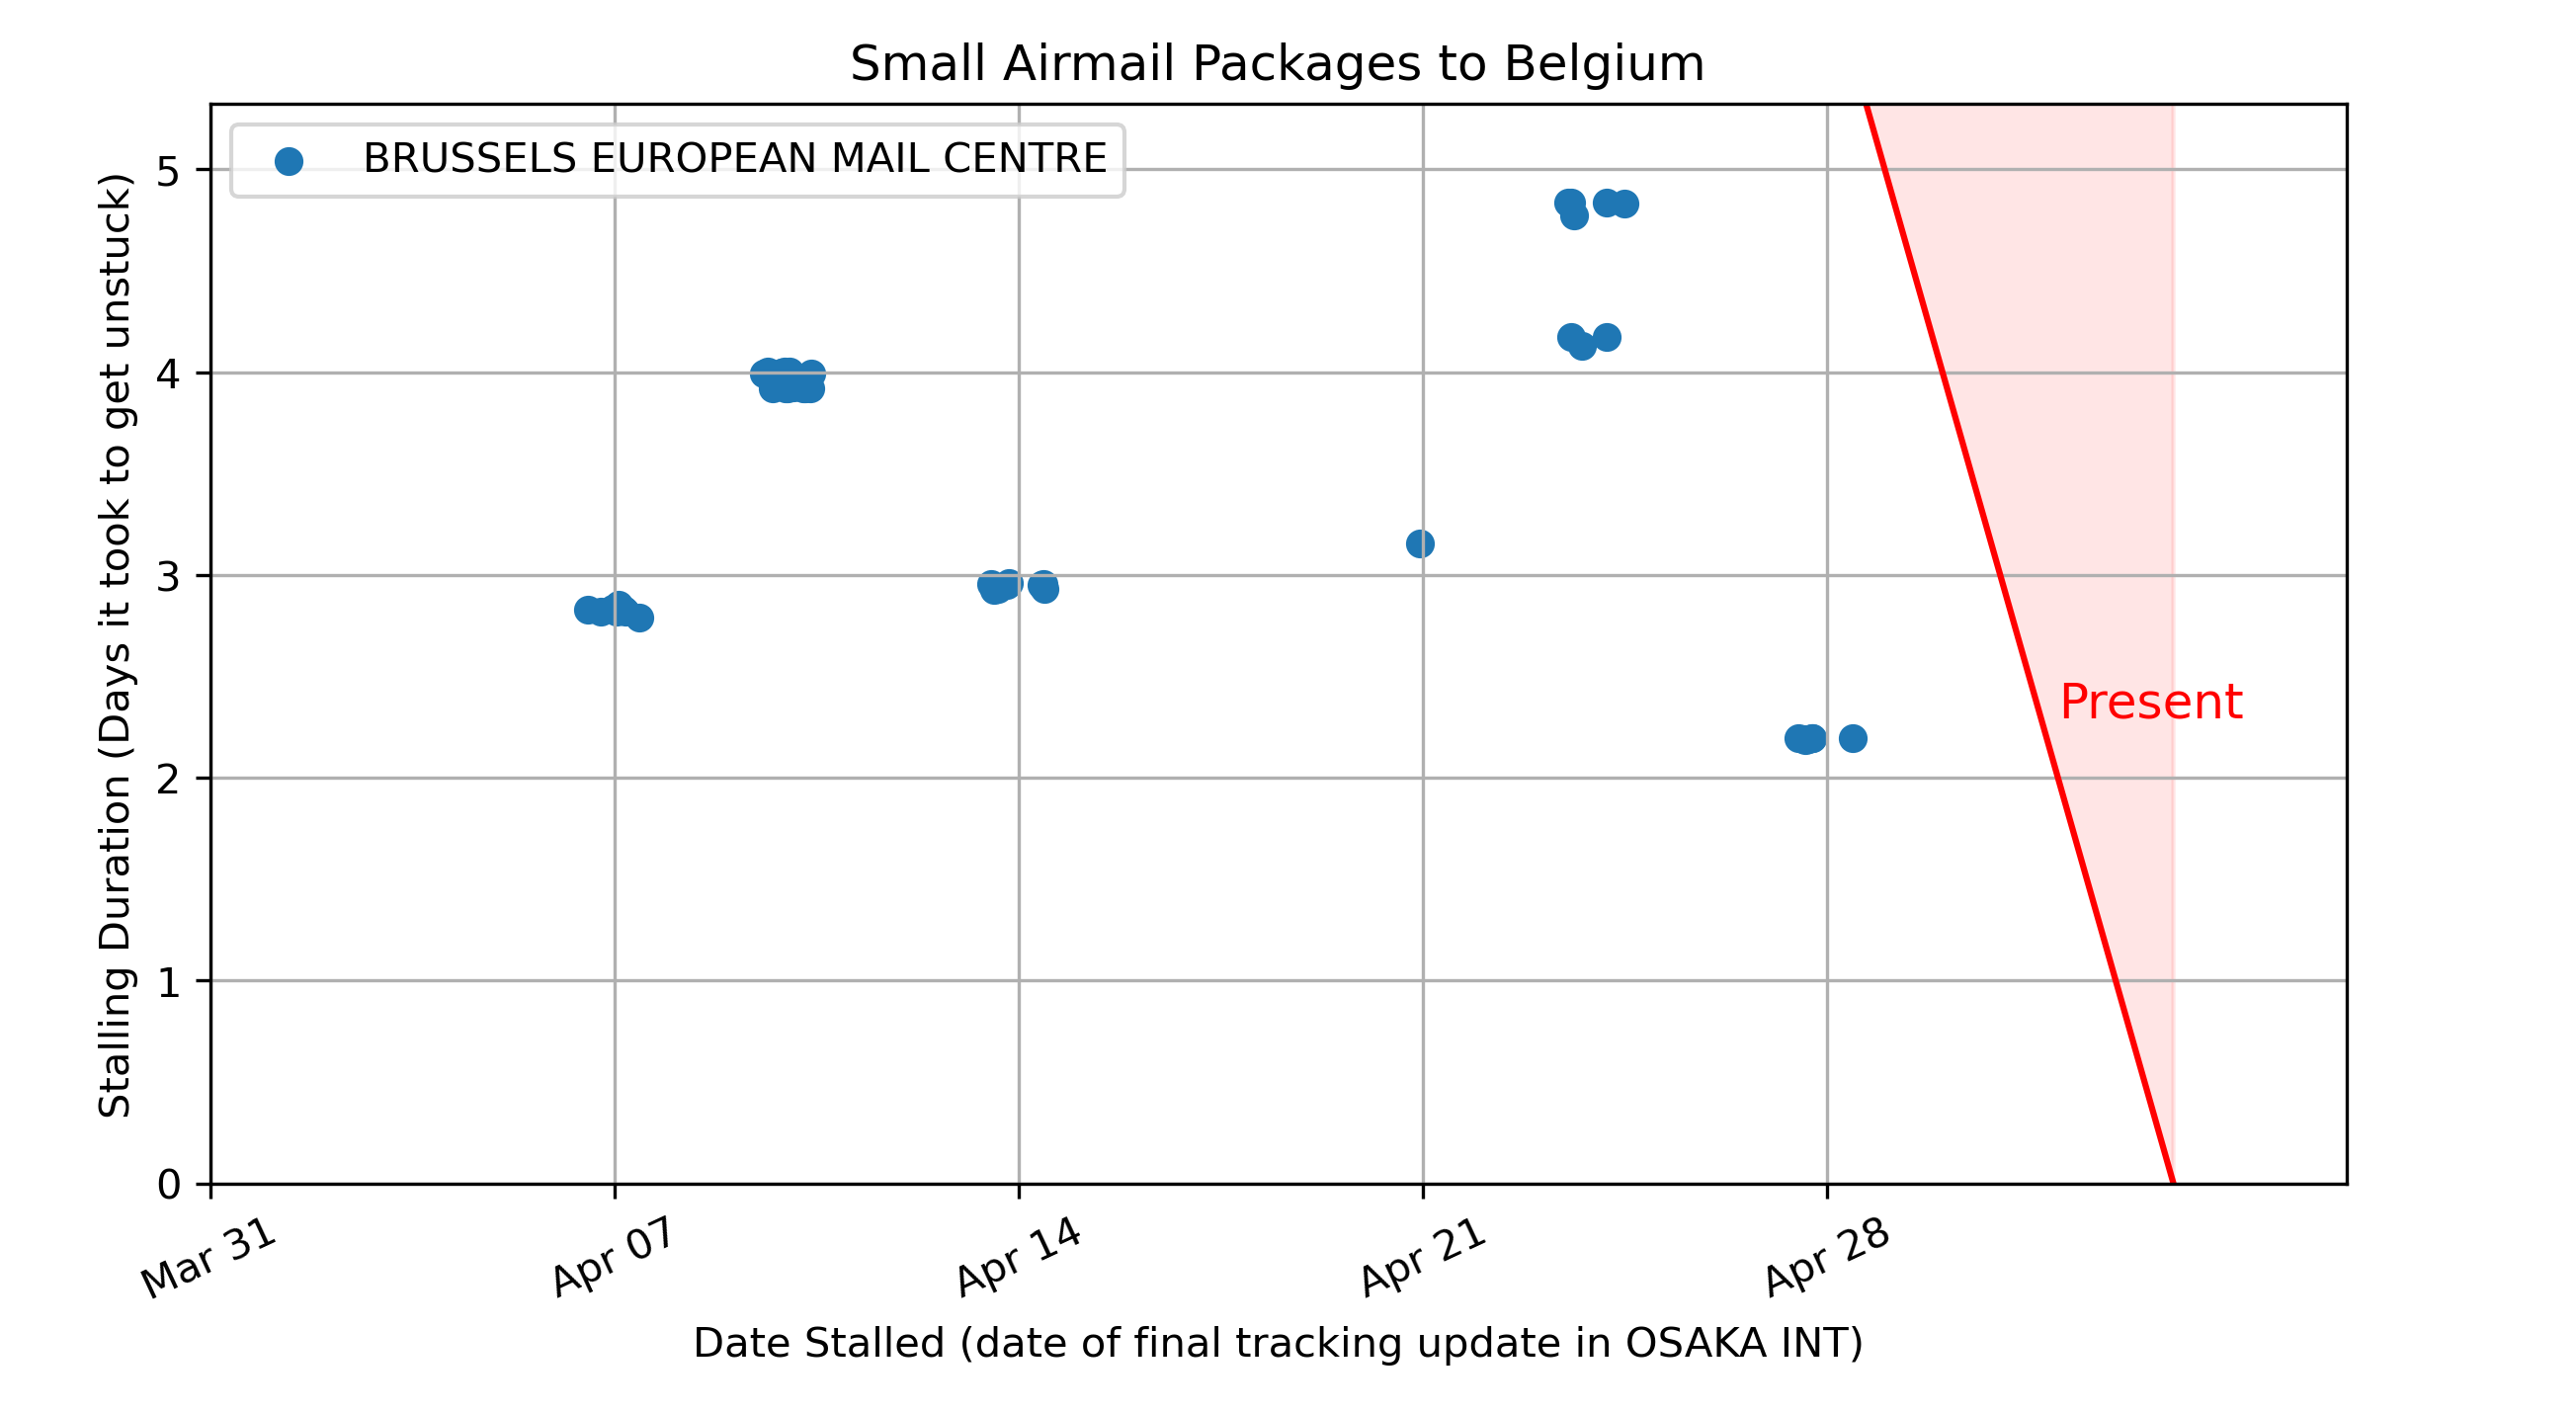 Small Airmail Packages to Belgium
BRUSSELS EUROPEAN MAIL CENTRE
Stalling Duration (Days it took to get unstuck)
5
4
3
2
1
0
Present
Mar 31
Apr 07
Apr 14
Apr 21
Apr 28
Date Stalled (date of final tracking update in OSAKA INT)